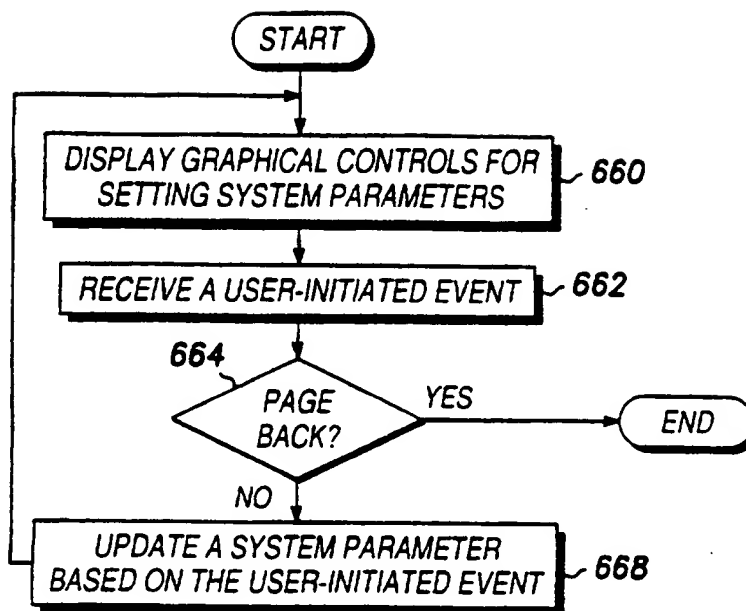 START
DISPLAY GRAPHICAL CONTROLS FOR
SETTING SYSTEM PARAMETERS
660
RECEIVE A USER-INITIATED EVENT
662
664
PAGE
BACK?
YES
END
NO
UPDATE A SYSTEM PARAMETER
BASED ON THE USER-INITIATED EVENT
668